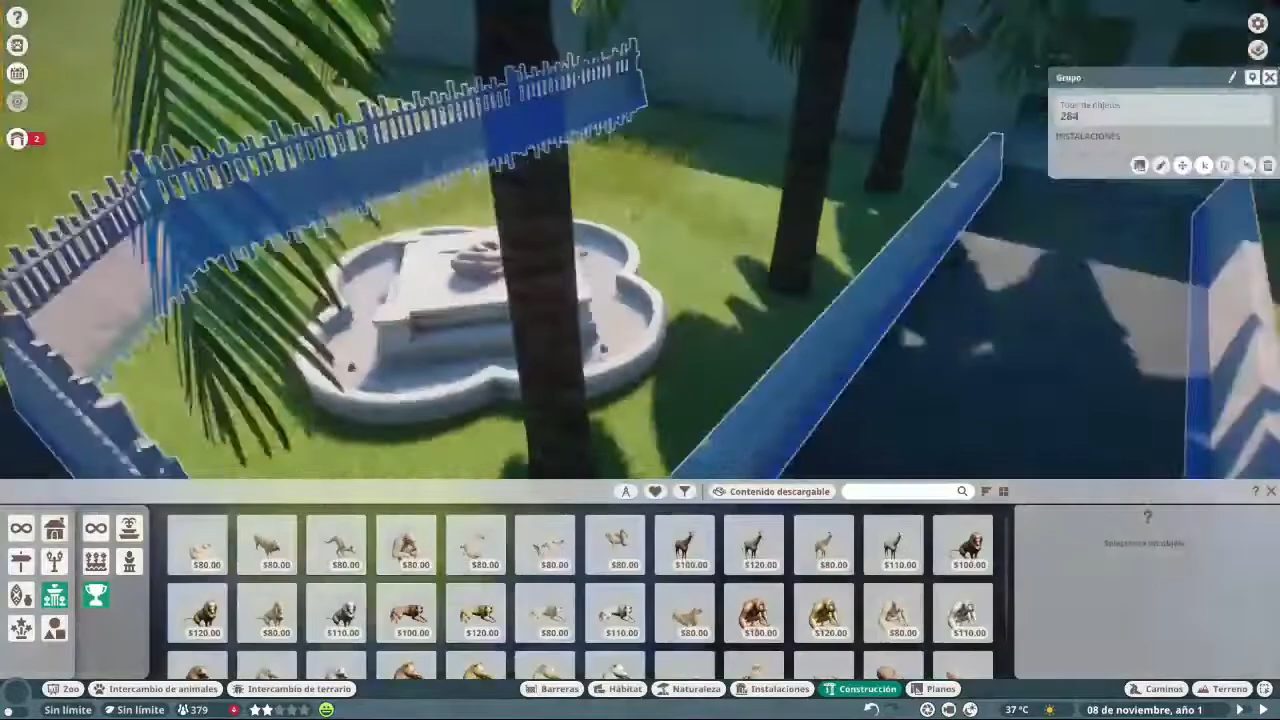 2
Grupo
Total de objetos
284
INSTALACIONES
Contenido descargable
?
$80.00 $80.00 $80.00 $80.00 $80.00 $80.00 $80.00 $100.00 $120.00 $80.00 $110.00 $100.00
$120.00 $80.00 $110.00 $100.00 $120.00 $80.00 $110.00 $80.00 $100.00 $120.00 $80.00 $110.00
Zoo Intercambio de animales Intercambio de terrario Barreras Hábitat Naturaleza Instalaciones Construcción Planos Caminos Terreno
Sin límite Sin límite 379 4 37 °C 08 de noviembre, año 1